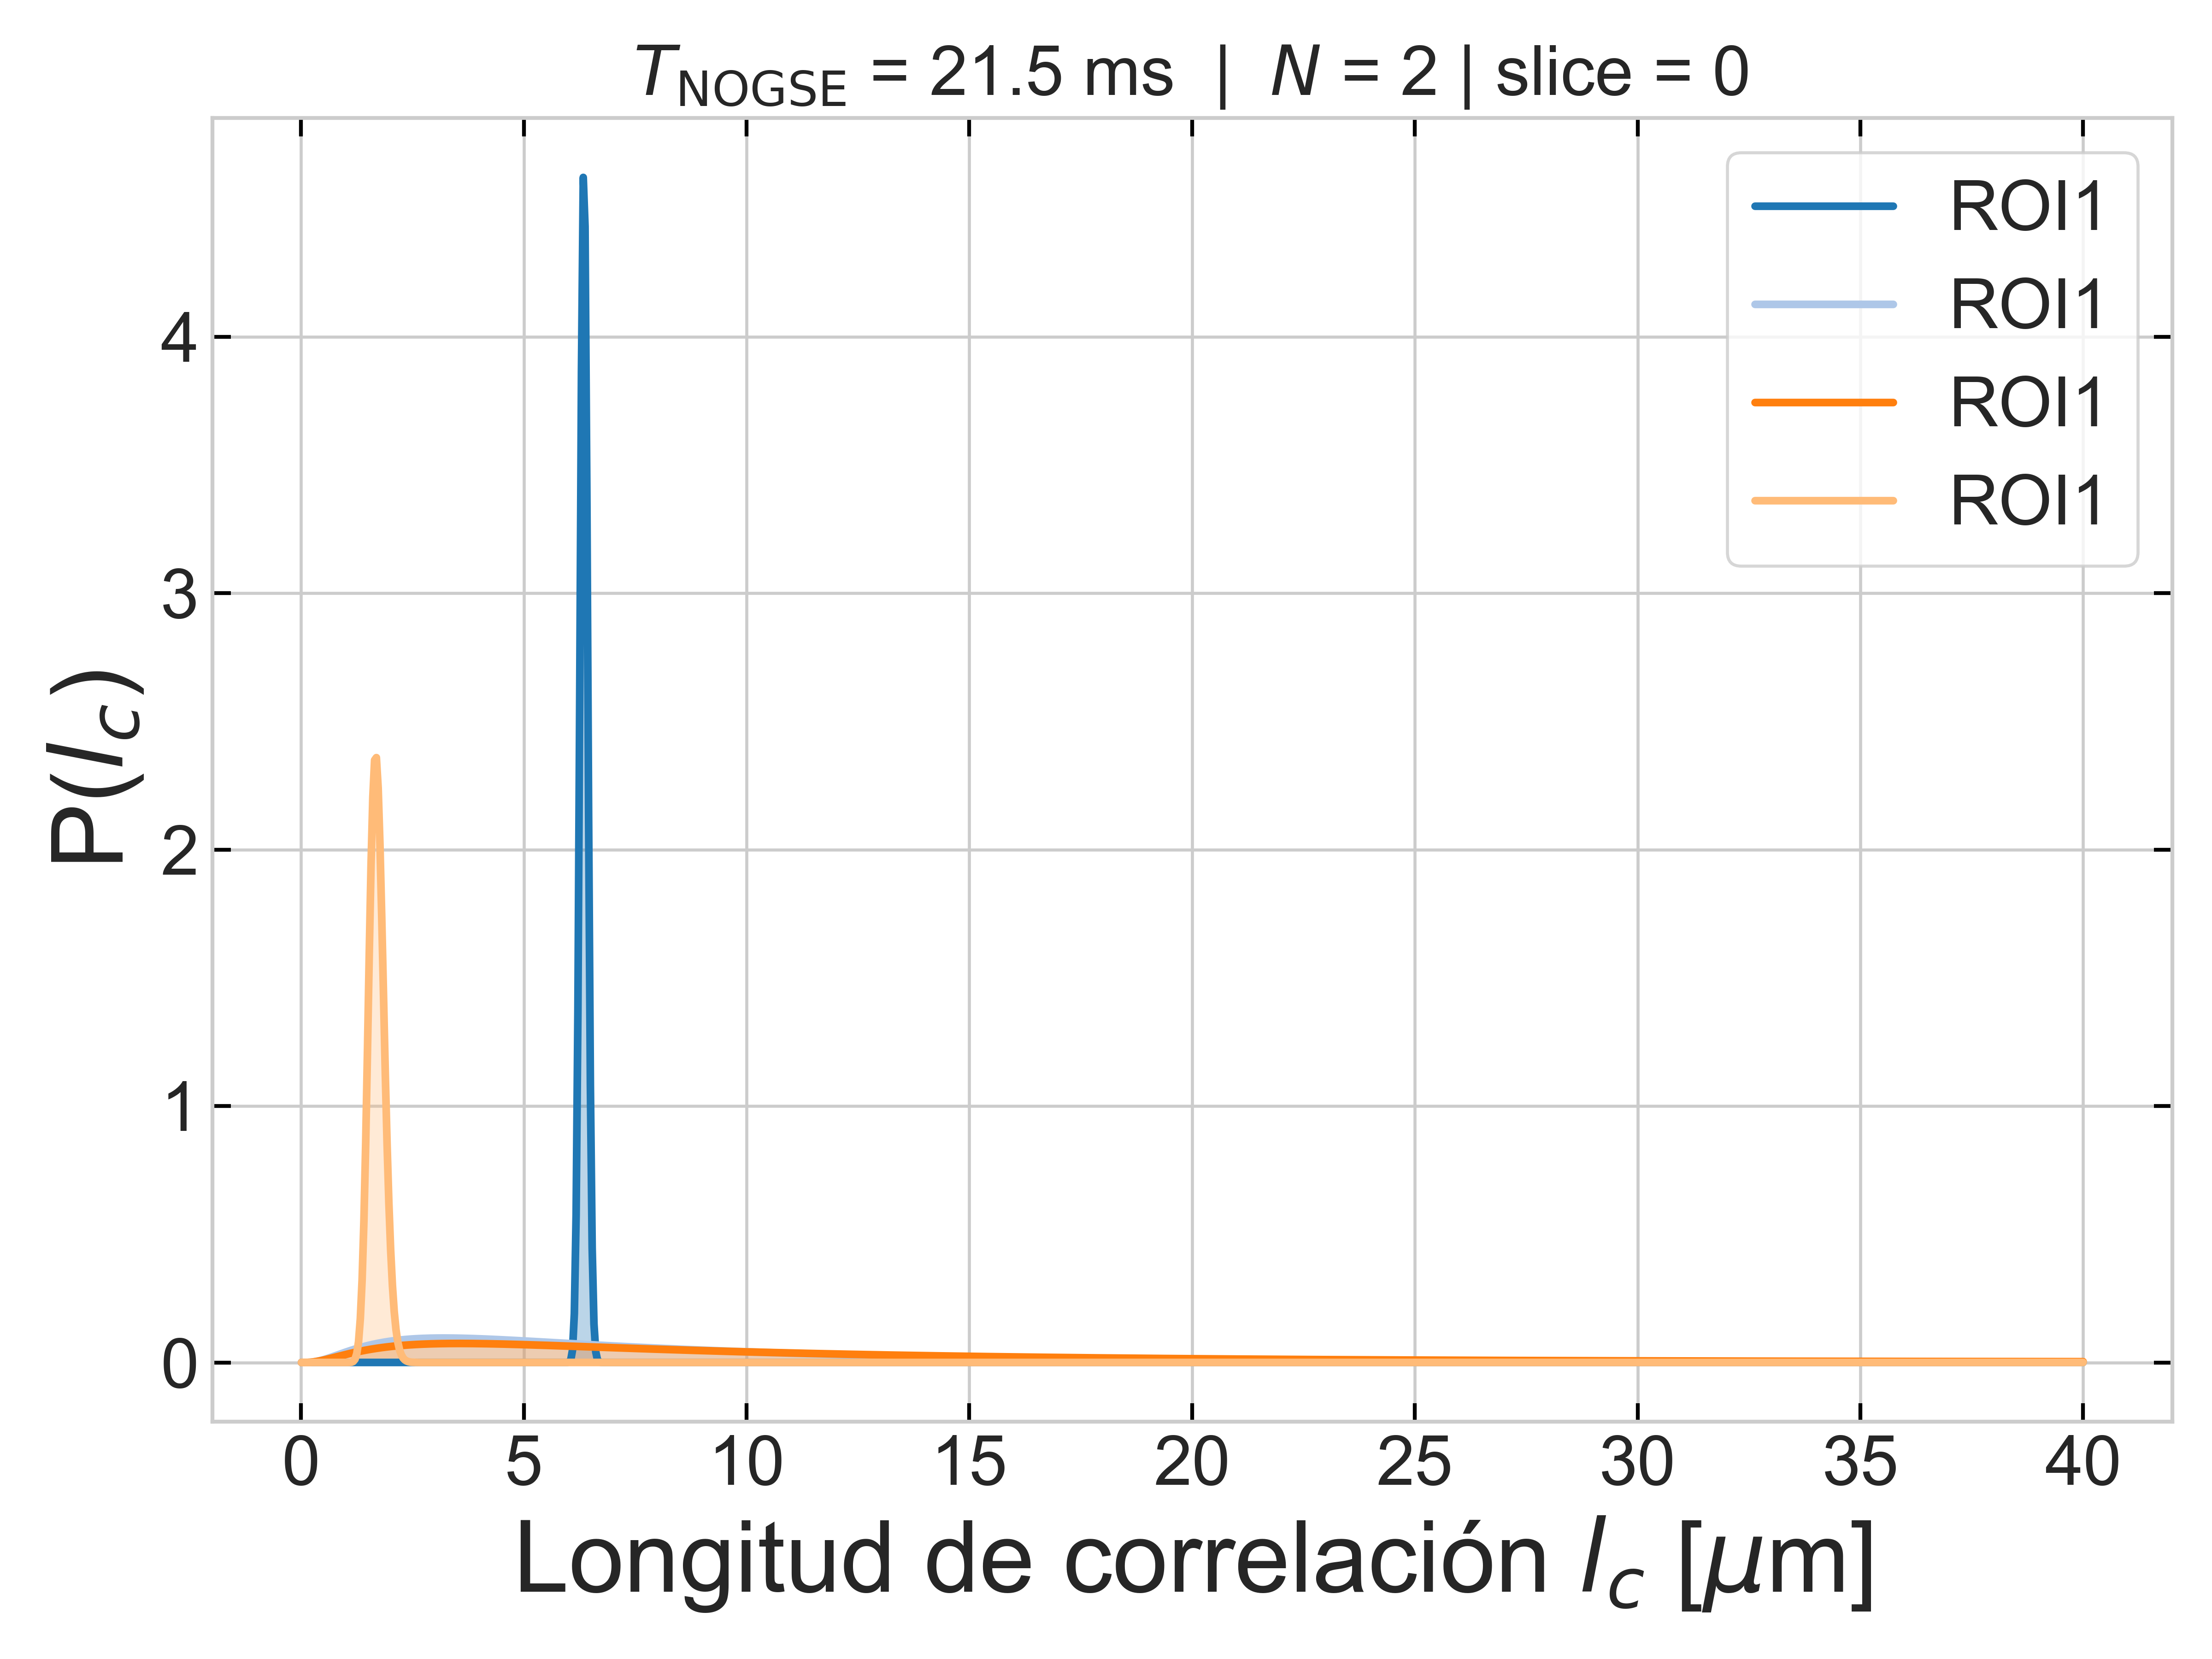 T_NOGSE = 21.5 ms | N = 2 | slice = 0
ROI1
ROI1
ROI1
ROI1
P(l_c)
4
3
2
1
0
0 5 10 15 20 25 30 35 40
Longitud de correlación l_c [μm]